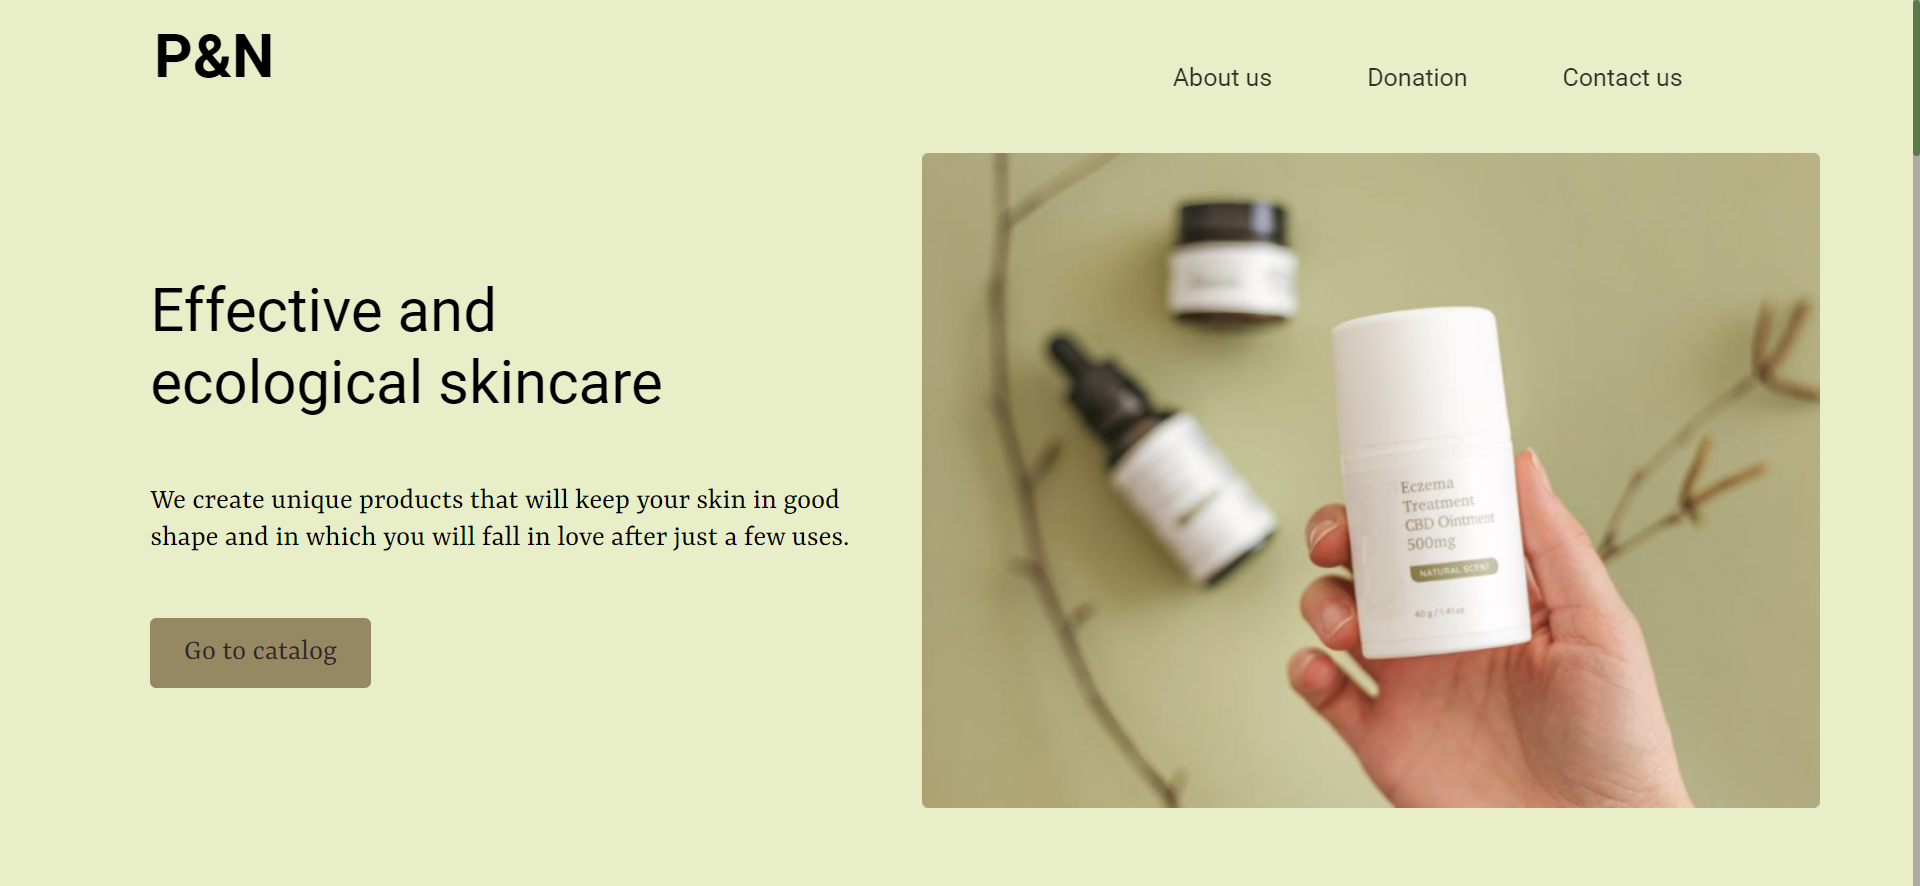 P&N
About us
Donation
Contact us
Effective and
ecological skincare
We create unique products that will keep your skin in good
shape and in which you will fall in love after just a few uses.
Go to catalog
Eczema
Treatment
CBD Ointment
500mg
NATURAL SCENT
40 g / 1.41 oz